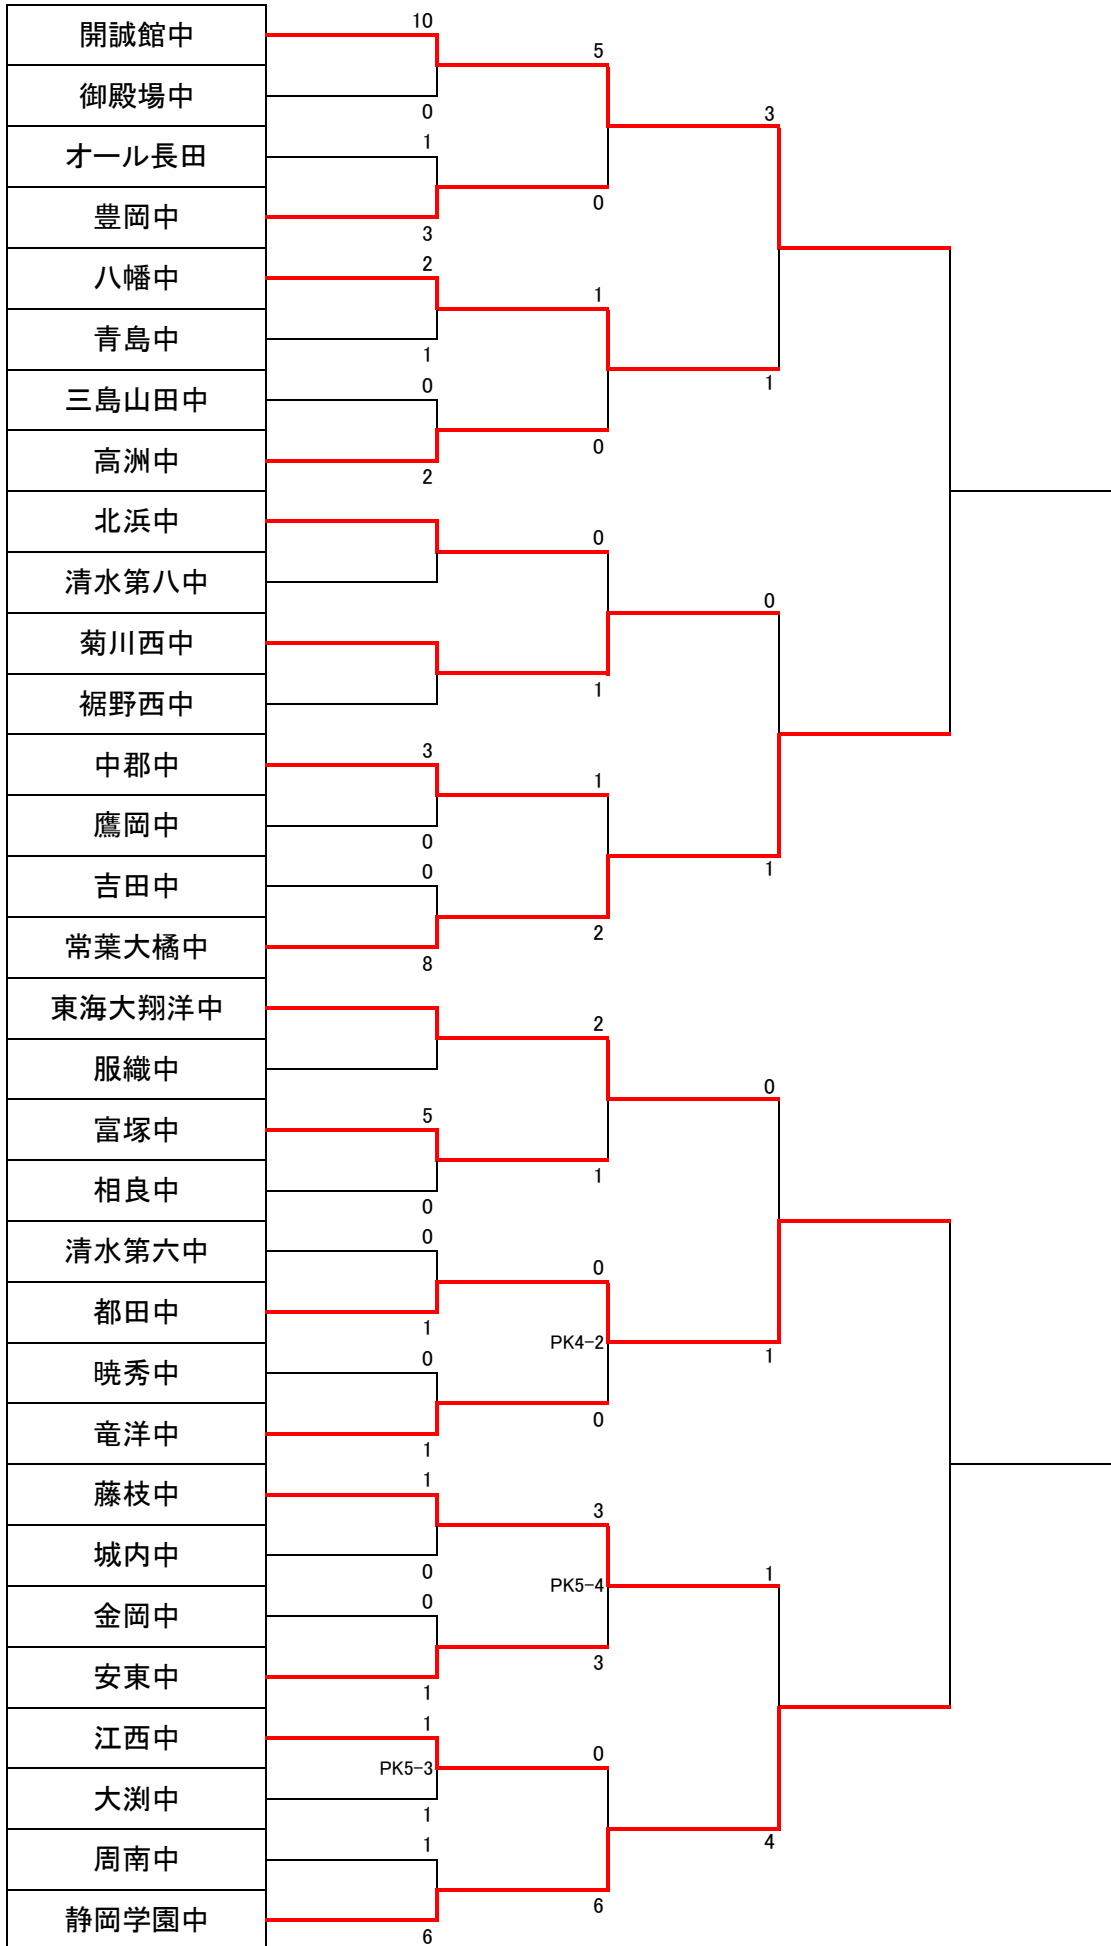 開誠館中
10
5
御殿場中
0
3
オール長田
1
豊岡中
3
0
八幡中
2
1
青島中
1
三島山田中
0
1
高洲中
2
0
北浜中
0
清水第八中
0
菊川西中
裾野西中
1
中郡中
3
1
鷹岡中
0
吉田中
0
1
常葉大橘中
8
2
東海大翔洋中
2
服織中
0
富塚中
5
相良中
0
1
清水第六中
0
0
都田中
1
PK4-2
暁秀中
0
1
竜洋中
1
0
藤枝中
1
3
城内中
0
PK5-4
1
金岡中
0
安東中
1
3
江西中
1
0
PK5-3
大渕中
1
周南中
1
4
静岡学園中
6
6